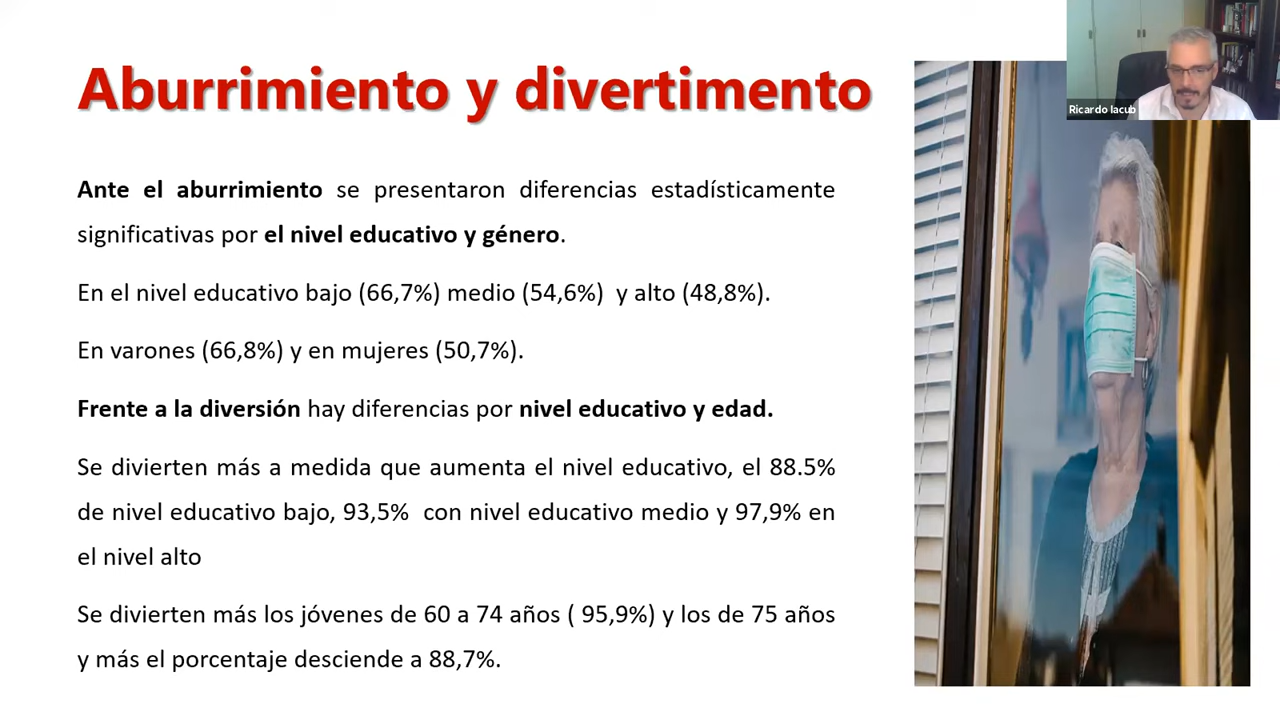 Aburrimiento y divertimento
Ricardo Iacub
Ante el aburrimiento se presentaron diferencias estadísticamente
significativas por el nivel educativo y género.
En el nivel educativo bajo (66,7%) medio (54,6%)  y alto (48,8%).
En varones (66,8%) y en mujeres (50,7%).
Frente a la diversión hay diferencias por nivel educativo y edad.
Se divierten más a medida que aumenta el nivel educativo, el 88.5%
de nivel educativo bajo, 93,5%  con nivel educativo medio y 97,9% en
el nivel alto
Se divierten más los jóvenes de 60 a 74 años ( 95,9%) y los de 75 años
y más el porcentaje desciende a 88,7%.